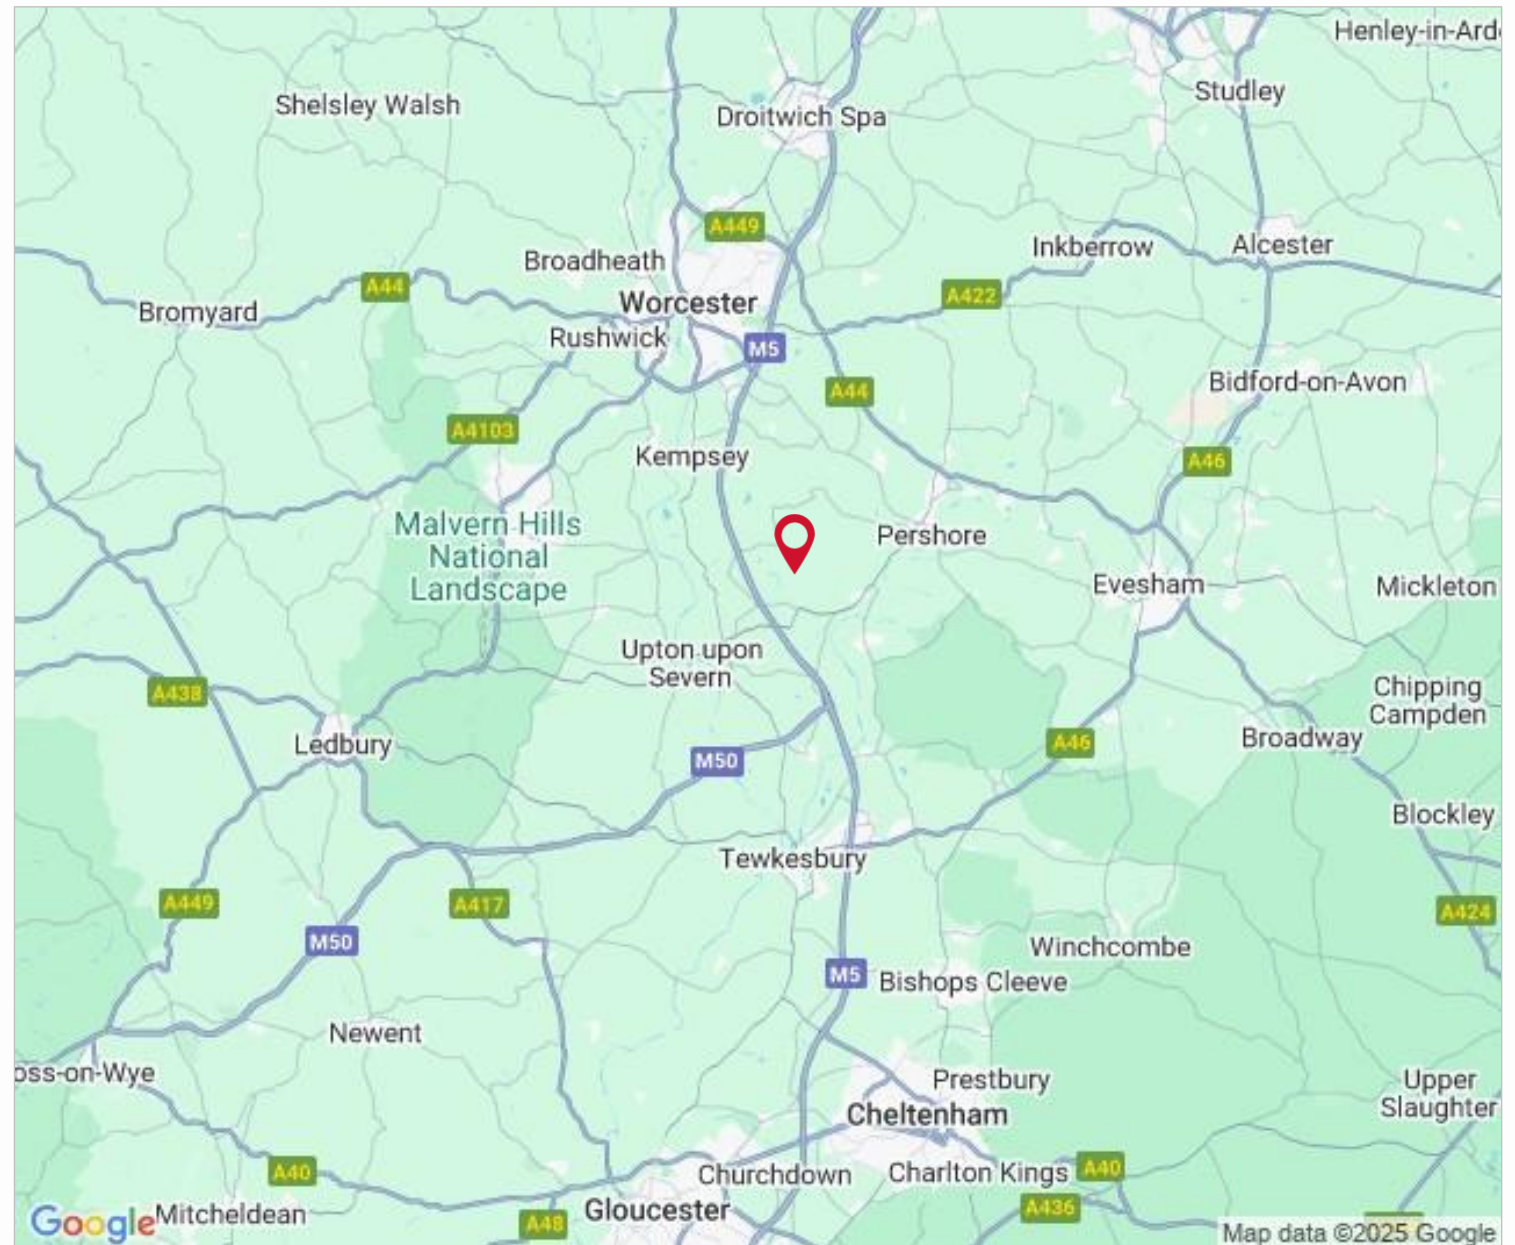 Henley-in-Ard
Studley
Shelsley Walsh
Droitwich Spa
A449
Inkberrow
Alcester
Broadheath
A44
A422
Worcester
Bromyard
Rushwick
M5
Bidford-on-Avon
A44
A4103
Kempsey
A46
Malvern Hills
National
Landscape
Pershore
Evesham
Mickleton
Upton upon
Severn
A438
Chipping
Campden
Ledbury
Broadway
A46
M50
Blockley
Tewkesbury
A449
A417
A424
M50
Winchcombe
M5
Bishops Cleeve
Newent
oss-on-Wye
Prestbury
Upper
Slaughter
Cheltenham
A40
Churchdown
Charlton Kings
A40
Gloucester
A436
Google
Mitcheldean
A48
Map data ©2025 Google